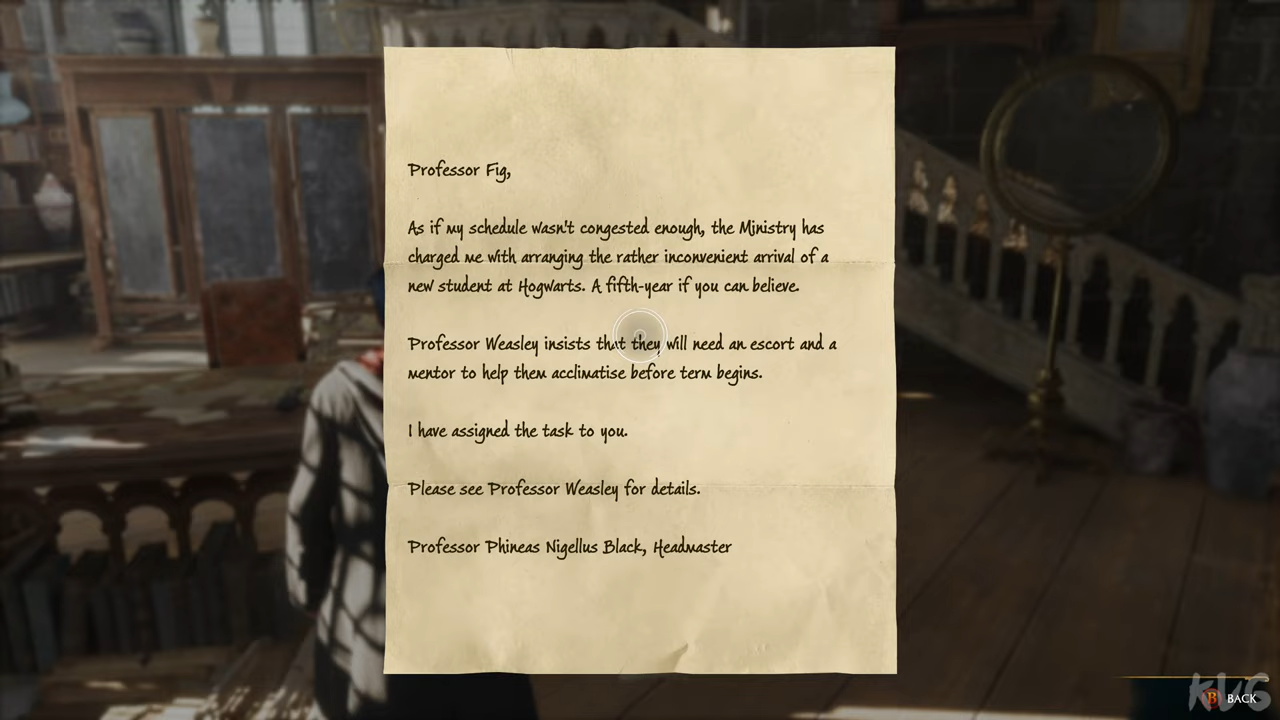 Professor Fig,
As if my schedule wasn't congested enough, the Ministry has
charged me with arranging the rather inconvenient arrival of a
new student at Hogwarts. A fifth-year if you can believe.
Professor Weasley insists that they will need an escort and a
mentor to help them acclimatise before term begins.
I have assigned the task to you.
Please see Professor Weasley for details.
Professor Phineas Nigellus Black, Headmaster
KVG
B BACK